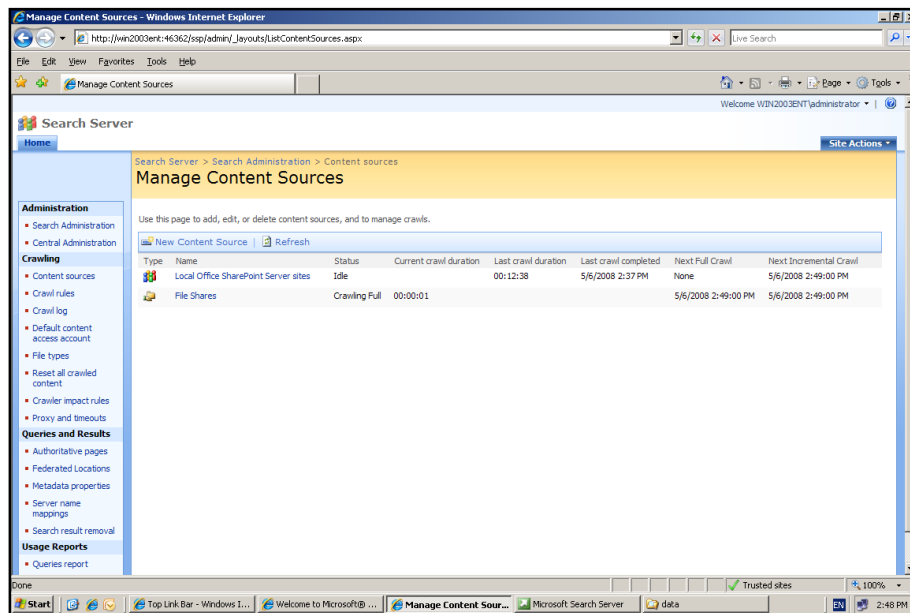 Manage Content Sources - Windows Internet Explorer
http://win2003ent:46362/ssp/admin/_layouts/ListContentSources.aspx
Live Search
File Edit View Favorites Tools Help
Manage Content Sources
Page Tools
Welcome WIN2003ENT\administrator
Search Server
Home
Site Actions
Search Server > Search Administration > Content sources
Manage Content Sources
Administration
Search Administration
Central Administration
Crawling
Content sources
Crawl rules
Crawl log
Default content
access account
File types
Reset all crawled
content
Crawler impact rules
Proxy and timeouts
Queries and Results
Authoritative pages
Federated Locations
Metadata properties
Server name
mappings
Search result removal
Usage Reports
Queries report
Use this page to add, edit, or delete content sources, and to manage crawls.
New Content Source | Refresh
Type Name Status Current crawl duration Last crawl duration Last crawl completed Next Full Crawl Next Incremental Crawl
Local Office SharePoint Server sites Idle 00:12:38 5/6/2008 2:37 PM None 5/6/2008 2:49:00 PM
File Shares Crawling Full 00:00:01 5/6/2008 2:49:00 PM 5/6/2008 2:49:00 PM
Done
Trusted sites
100%
Start
Top Link Bar - Windows I...
Welcome to Microsoft® ...
Manage Content Sour...
Microsoft Search Server
data
EN
2:48 PM